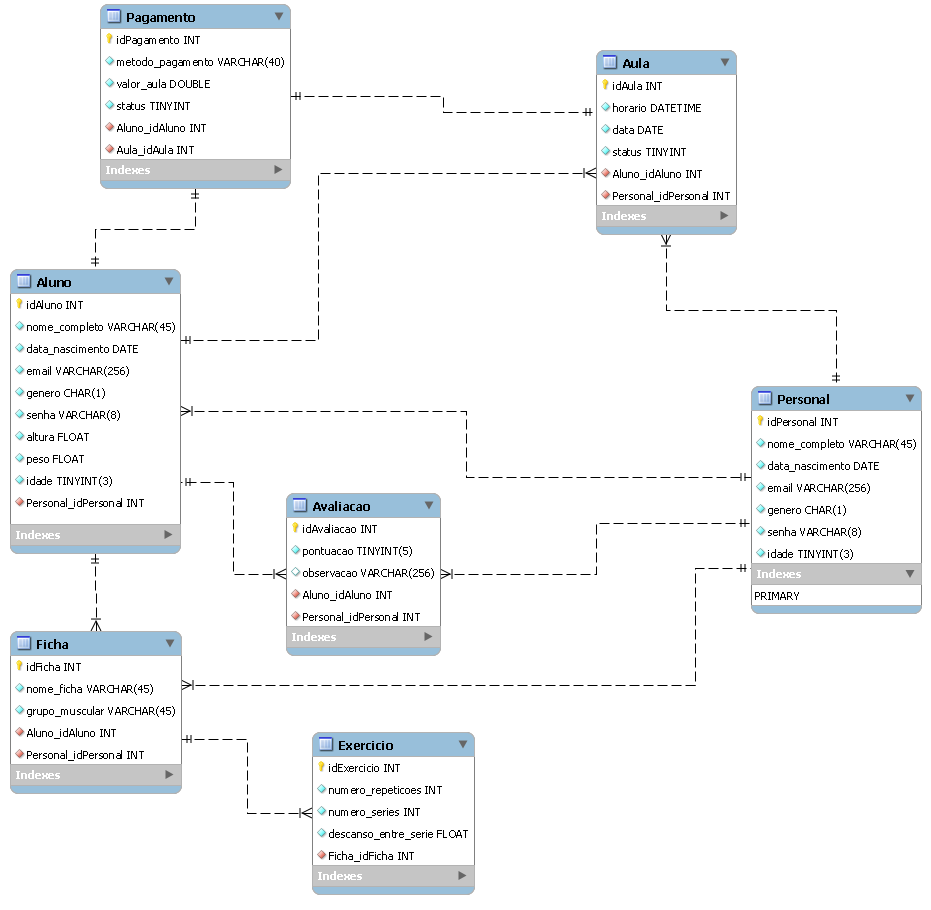 Pagamento
idPagamento INT
metodo_pagamento VARCHAR(40)
valor_aula DOUBLE
status TINYINT
Aluno_idAluno INT
Aula_idAula INT
Indexes
Aula
idAula INT
horario DATETIME
data DATE
status TINYINT
Aluno_idAluno INT
Personal_idPersonal INT
Indexes
Aluno
idAluno INT
nome_completo VARCHAR(45)
data_nascimento DATE
email VARCHAR(256)
genero CHAR(1)
senha VARCHAR(8)
altura FLOAT
peso FLOAT
idade TINYINT(3)
Personal_idPersonal INT
Indexes
Personal
idPersonal INT
nome_completo VARCHAR(45)
data_nascimento DATE
email VARCHAR(256)
genero CHAR(1)
senha VARCHAR(8)
idade TINYINT(3)
Indexes
PRIMARY
Avaliacao
idAvaliacao INT
pontuacao TINYINT(5)
observacao VARCHAR(256)
Aluno_idAluno INT
Personal_idPersonal INT
Indexes
Ficha
idFicha INT
nome_ficha VARCHAR(45)
grupo_muscular VARCHAR(45)
Aluno_idAluno INT
Personal_idPersonal INT
Indexes
Exercicio
idExercicio INT
numero_repeticoes INT
numero_series INT
descanso_entre_serie FLOAT
Ficha_idFicha INT
Indexes